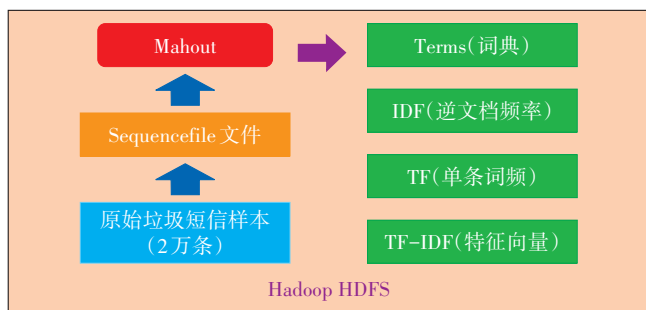 Mahout
Sequencefile 文件
原始垃圾短信样本
(2万条)
Terms(词典)
IDF(逆文档频率)
TF(单条词频)
TF-IDF(特征向量)
Hadoop HDFS